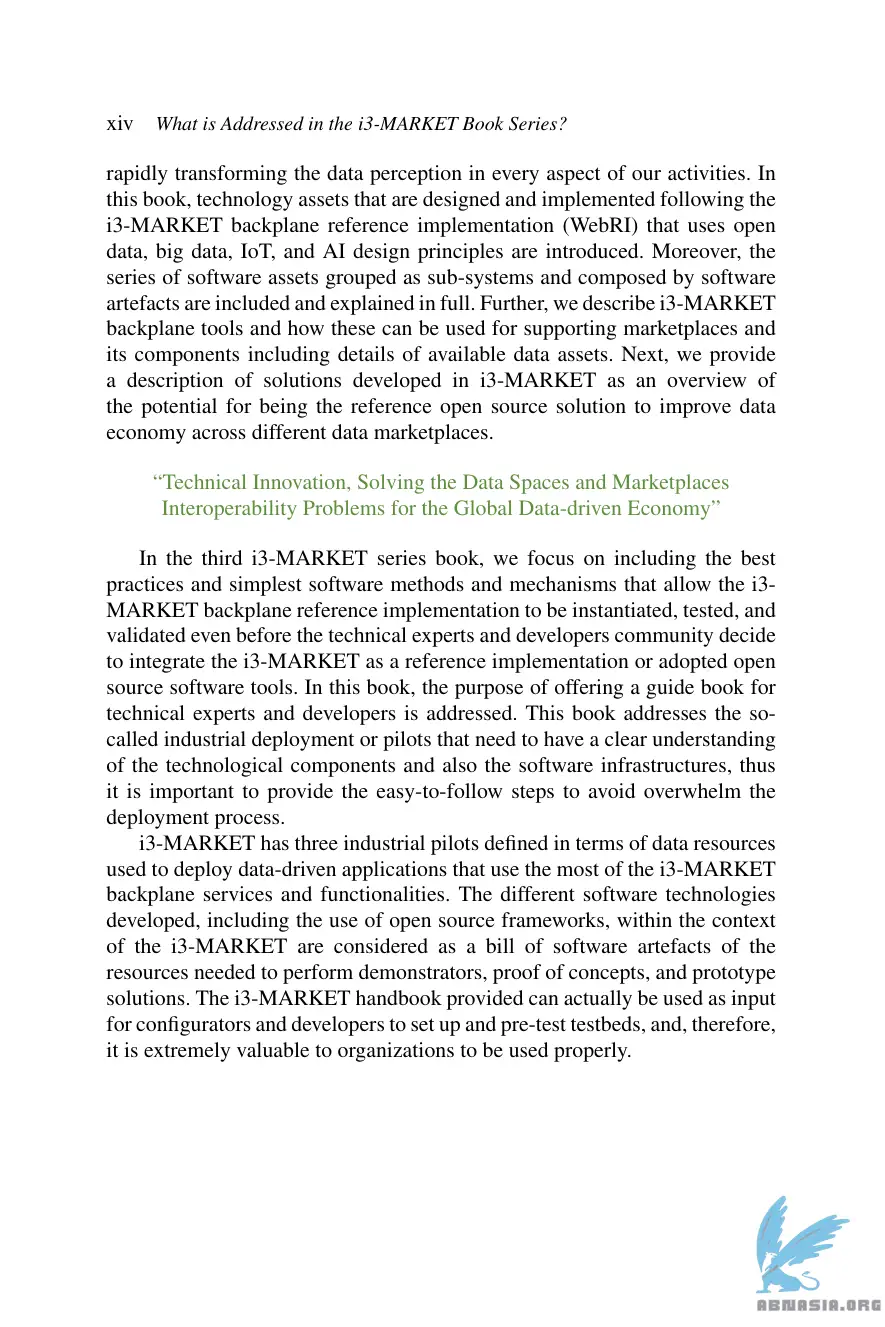 xiv What is Addressed in the i3-MARKET Book Series?
rapidly transforming the data perception in every aspect of our activities. In
this book, technology assets that are designed and implemented following the
i3-MARKET backplane reference implementation (WebRI) that uses open
data, big data, IoT, and AI design principles are introduced. Moreover, the
series of software assets grouped as sub-systems and composed by software
artefacts are included and explained in full. Further, we describe i3-MARKET
backplane tools and how these can be used for supporting marketplaces and
its components including details of available data assets. Next, we provide
a description of solutions developed in i3-MARKET as an overview of
the potential for being the reference open source solution to improve data
economy across different data marketplaces.
“Technical Innovation, Solving the Data Spaces and Marketplaces
Interoperability Problems for the Global Data-driven Economy”
In the third i3-MARKET series book, we focus on including the best
practices and simplest software methods and mechanisms that allow the i3-
MARKET backplane reference implementation to be instantiated, tested, and
validated even before the technical experts and developers community decide
to integrate the i3-MARKET as a reference implementation or adopted open
source software tools. In this book, the purpose of offering a guide book for
technical experts and developers is addressed. This book addresses the so-
called industrial deployment or pilots that need to have a clear understanding
of the technological components and also the software infrastructures, thus
it is important to provide the easy-to-follow steps to avoid overwhelm the
deployment process.
i3-MARKET has three industrial pilots defined in terms of data resources
used to deploy data-driven applications that use the most of the i3-MARKET
backplane services and functionalities. The different software technologies
developed, including the use of open source frameworks, within the context
of the i3-MARKET are considered as a bill of software artefacts of the
resources needed to perform demonstrators, proof of concepts, and prototype
solutions. The i3-MARKET handbook provided can actually be used as input
for configurators and developers to set up and pre-test testbeds, and, therefore,
it is extremely valuable to organizations to be used properly.
ABNASIA.ORG